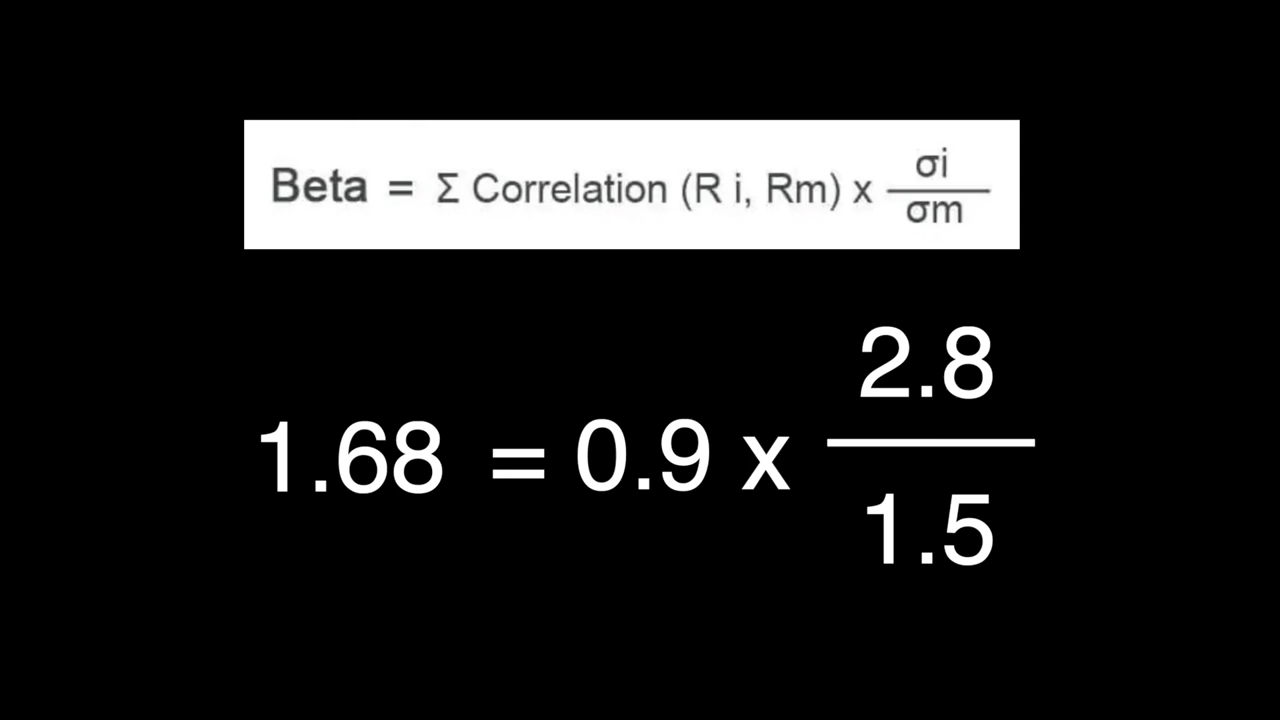 Beta = Σ Correlation (R i, Rm) x σi/σm
1.68 = 0.9 x 2.8/1.5